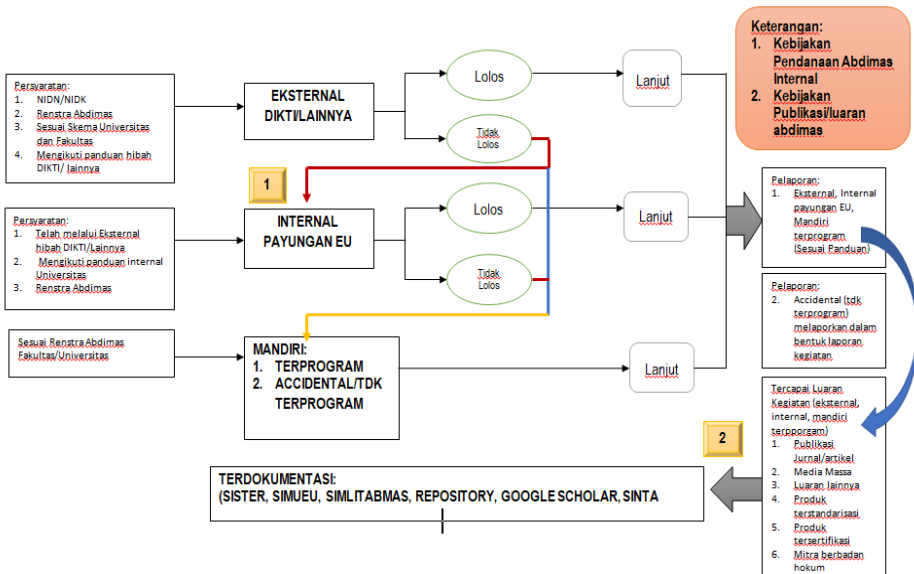 Keterangan:
1. Kebijakan
Pendanaan Abdimas
Internal
2. Kebijakan
Publikasi/luaran
abdimas
Persyaratan:
1. NIDN/NIDK
2. Renstra Abdimas
3. Sesuai Skema Universitas
dan Fakultas
4. Mengikuti panduan hibah
DIKTI/ lainnya
EKSTERNAL
DIKTI/LAINNYA
Lolos
Lanjut
Tidak
Lolos
1
Persyaratan:
1. Telah melalui Eksternal
hibah DIKTI/Lainnya
2. Mengikuti panduan internal
Universitas
3. Renstra Abdimas
INTERNAL
PAYUNGAN EU
Lolos
Lanjut
Tidak
Lolos
Pelaporan:
1. Eksternal, Internal
payungan EU,
Mandiri
terprogram
(Sesuai Panduan)
Pelaporan:
2. Accidental (tdk
terprogram)
melaporkan dalam
bentuk laporan
kegiatan
Sesuai Renstra Abdimas
Fakultas/Universitas
MANDIRI:
1. TERPROGRAM
2. ACCIDENTAL/TDK
TERPROGRAM
Lanjut
Tercapai Luaran
Kegiatan (eksternal,
internal, mandiri
terpporgam)
1. Publikasi
Jurnal/artikel
2. Media Massa
3. Luaran lainnya
4. Produk
terstandarisasi
5. Produk
tersertifikasi
6. Mitra berbadan
hokum
2
TERDOKUMENTASI:
(SISTER, SIMUEU, SIMLITABMAS, REPOSITORY, GOOGLE SCHOLAR, SINTA